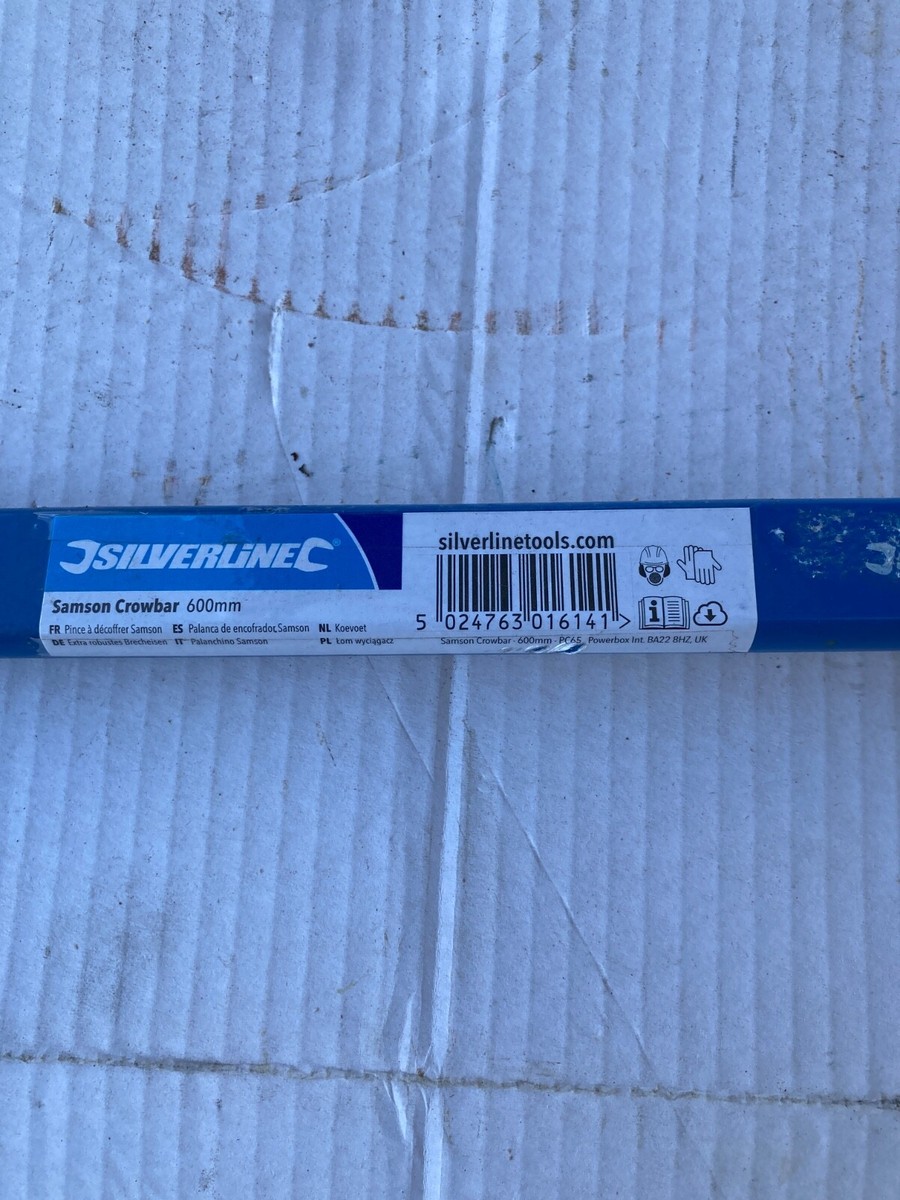 SILVERLINE®
Samson Crowbar 600mm
FR Pince à décoffrer Samson ES Palanca de encofrador, Samson NL Koevoet
DE Extra robustes Brecheisen IT Palanchino Samson PL Łom wyciągacz
silverlinetools.com
5 024763 016141 >
Samson Crowbar - 600mm - PC65 Powerbox Int. BA22 8HZ, UK